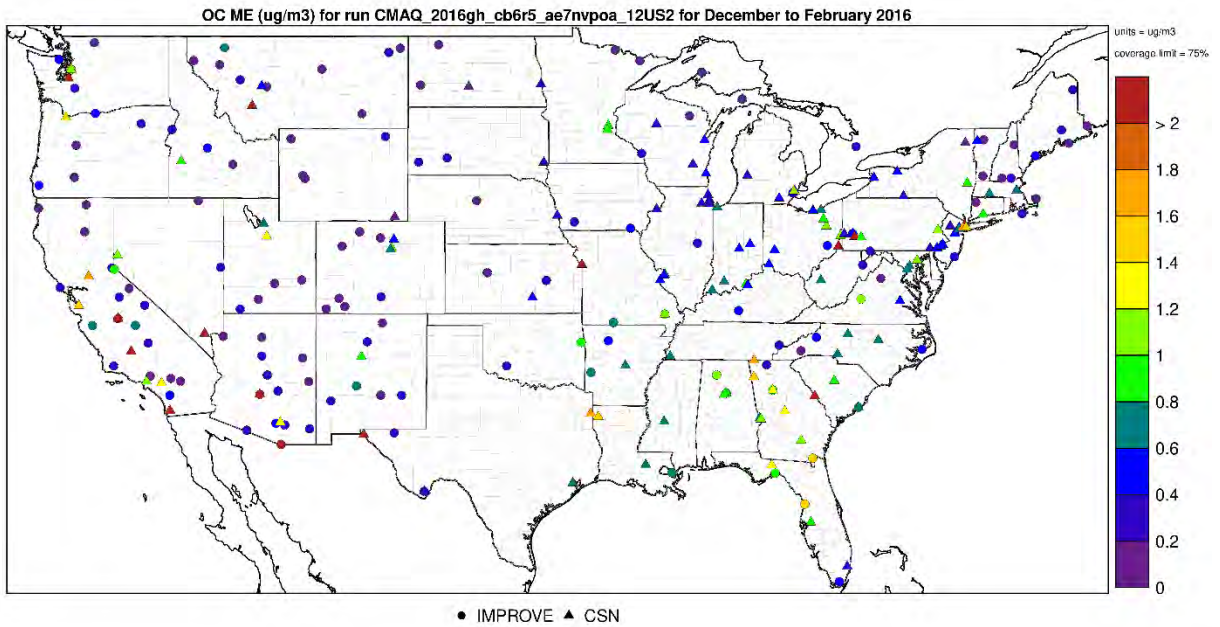 OC ME (ug/m3) for run CMAQ_2016gh_cb6r5_ae7nvpoa_12US2 for December to February 2016
units = ug/m3
coverage limit = 75%
> 2
1.8
1.6
1.4
1.2
1
0.8
0.6
0.4
0.2
0
IMPROVE CSN